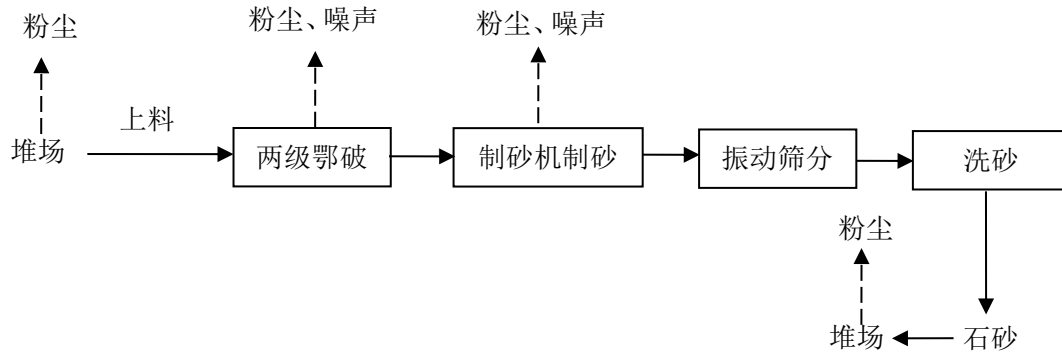 粉尘
粉尘、噪声
粉尘、噪声
上料
堆场
两级鄂破
制砂机制砂
振动筛分
洗砂
粉尘
堆场
石砂